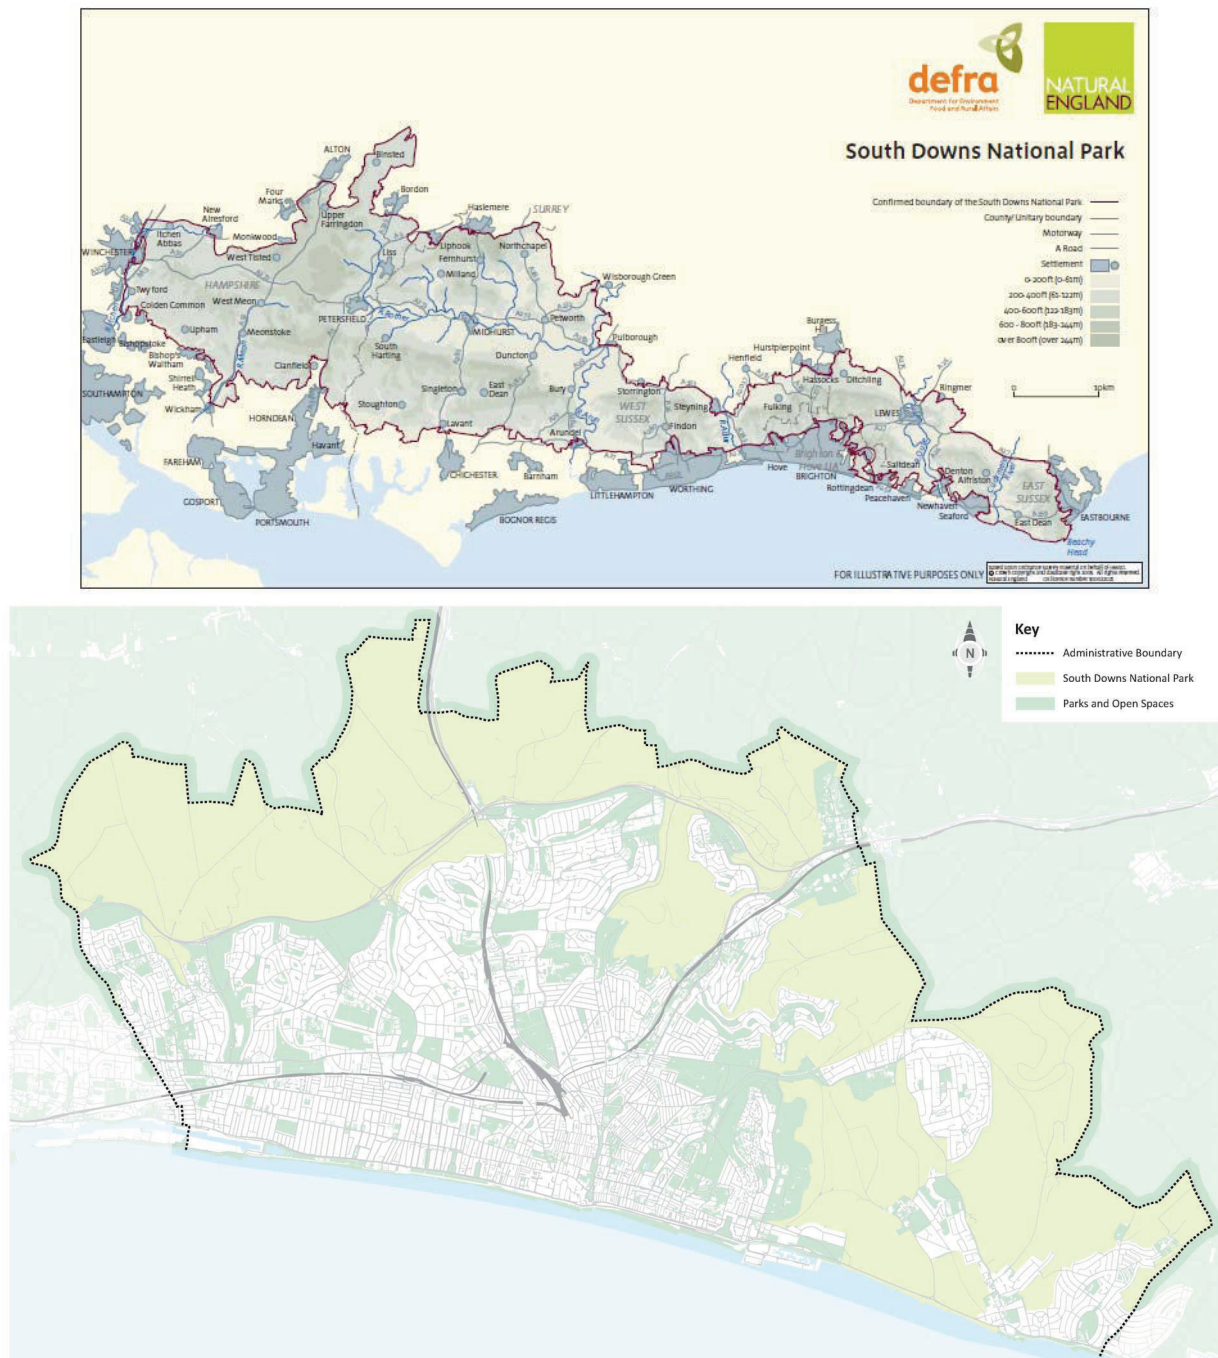 defra
Department for Environment
Food and Rural Affairs
NATURAL
ENGLAND
South Downs National Park
Confirmed boundary of the South Downs National Park
County/Unitary boundary
Motorway
A Road
Settlement
0-200ft (0-61m)
200-400ft (61-122m)
400-600ft (122-183m)
600 - 800ft (183-244m)
over 800ft (over 244m)
ALTON
Binsted
Bordon
Four
Marks
New
Alresford
Upper
Farringdon
Haslemere
SURREY
Itchen
Abbas
Monkwood
WINCHESTER
West Tisted
Liss
Liphook
Fernhurst
Northchapel
Milland
Wisborough Green
HAMPSHIRE
Twyford
Colden Common
West Meon
PETERSFIELD
R. Rother
MIDHURST
Petworth
Pulborough
Upham
Meonstoke
Eastleigh
Bishopstoke
Bishop's
Waltham
R. Meon
South
Harting
Duncton
Burgess
Hill
Hurstpierpoint
Henfield
Hassocks
Ditchling
Ringmer
Shirrell
Heath
Clanfield
SOUTHAMPTON
Wickham
Stoughton
Singleton
East
Dean
Bury
Storrington
WEST
SUSSEX
Steyning
Fulking
LEWES
HORNDEAN
Lavant
Arundel
Findon
R. Adur
FAREHAM
Havant
CHICHESTER
Barnham
LITTLEHAMPTON
WORTHING
Hove
Brighton &
Hove UA
BRIGHTON
Saltdean
Rottingdean
Peacehaven
Denton
Alfriston
EAST
SUSSEX
GOSPORT
PORTSMOUTH
BOGNOR REGIS
Newhaven
Seaford
East Dean
EASTBOURNE
Beachy
Head
0
FOR ILLUSTRATIVE PURPOSES ONLY
N
Key
Administrative Boundary
South Downs National Park
Parks and Open Spaces